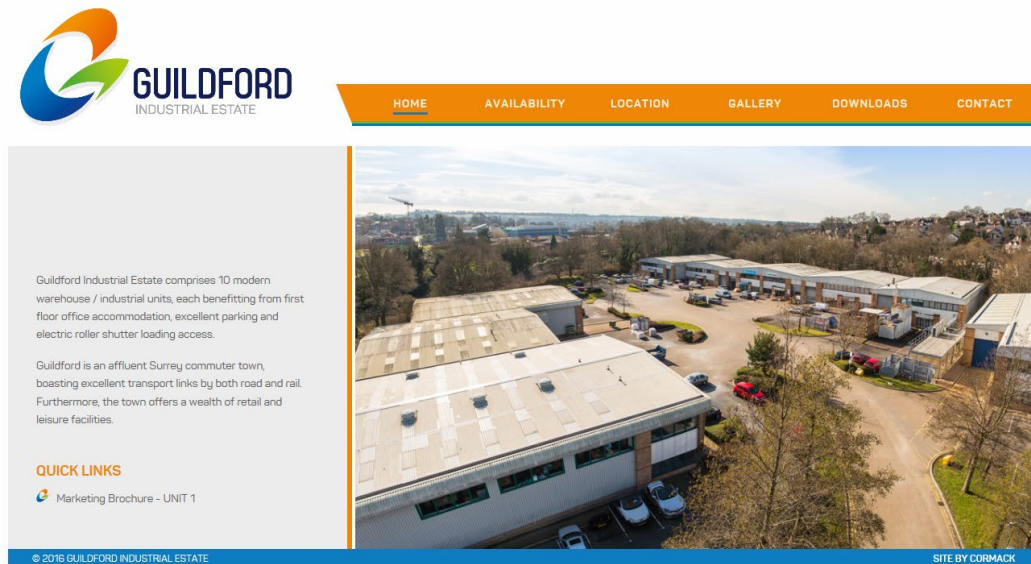 GUILDFORD
INDUSTRIAL ESTATE
HOME AVAILABILITY LOCATION GALLERY DOWNLOADS CONTACT
Guildford Industrial Estate comprises 10 modern
warehouse / industrial units, each benefitting from first
floor office accommodation, excellent parking and
electric roller shutter loading access.
Guildford is an affluent Surrey commuter town,
boasting excellent transport links by both road and rail.
Furthermore, the town offers a wealth of retail and
leisure facilities.
QUICK LINKS
Marketing Brochure - UNIT 1
© 2016 GUILDFORD INDUSTRIAL ESTATE
SITE BY CORMACK